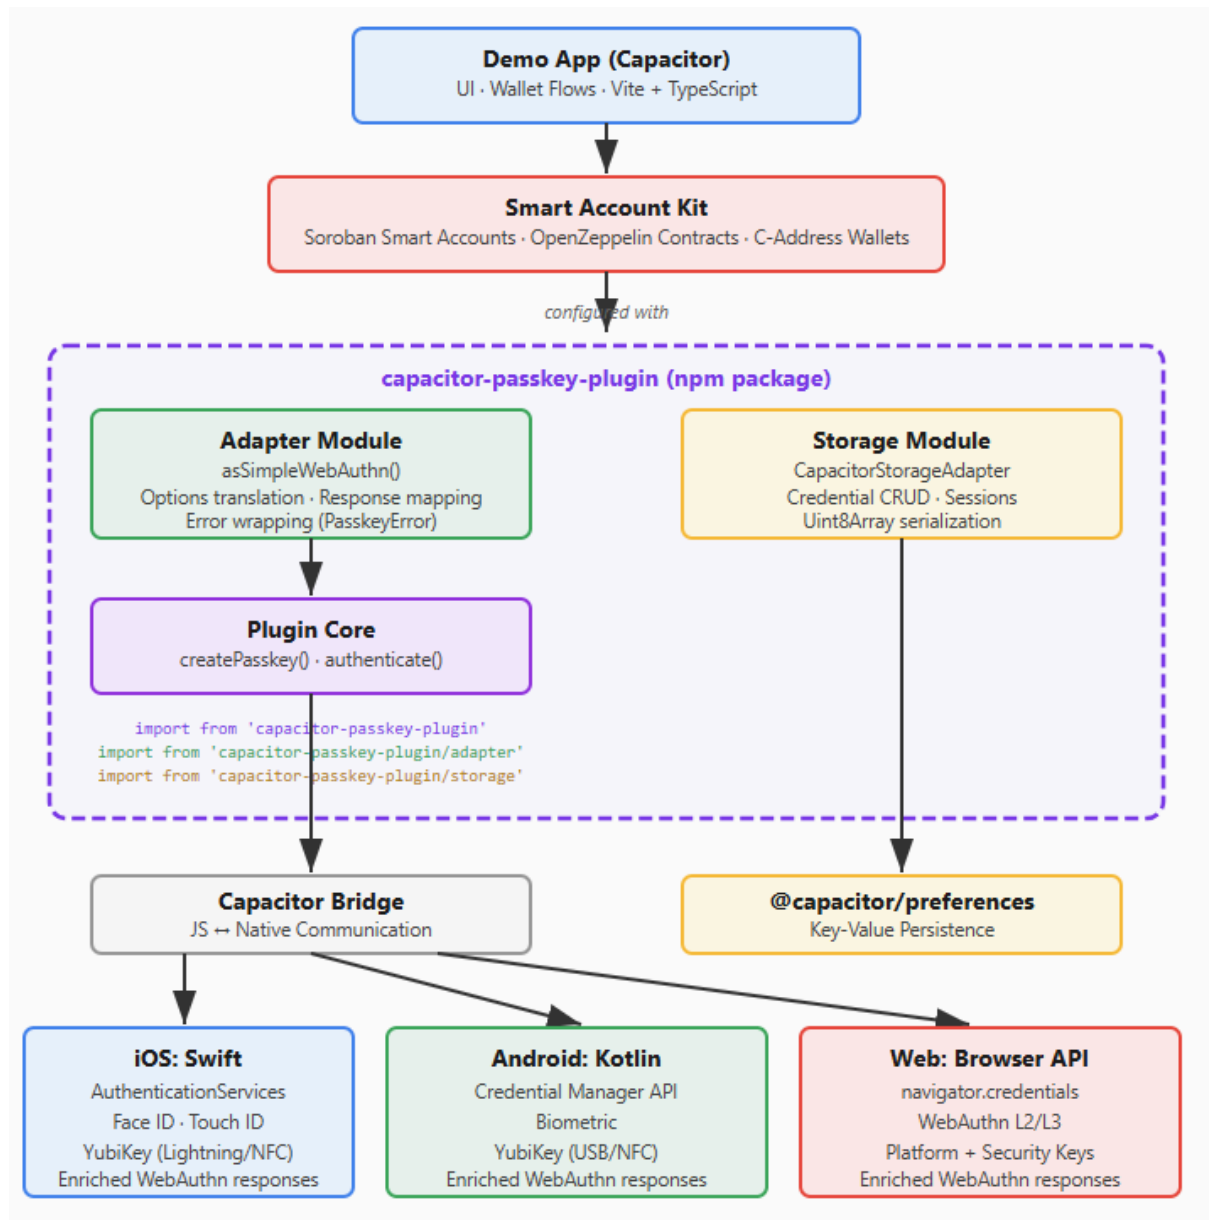 Demo App (Capacitor)
UI · Wallet Flows · Vite + TypeScript
Smart Account Kit
Soroban Smart Accounts · OpenZeppelin Contracts · C-Address Wallets
configured with
capacitor-passkey-plugin (npm package)
Adapter Module
asSimpleWebAuthn()
Options translation · Response mapping
Error wrapping (PasskeyError)
Storage Module
CapacitorStorageAdapter
Credential CRUD · Sessions
Uint8Array serialization
Plugin Core
createPasskey() · authenticate()
import from 'capacitor-passkey-plugin'
import from 'capacitor-passkey-plugin/adapter'
import from 'capacitor-passkey-plugin/storage'
Capacitor Bridge
JS ↔ Native Communication
@capacitor/preferences
Key-Value Persistence
iOS: Swift
AuthenticationServices
Face ID · Touch ID
YubiKey (Lightning/NFC)
Enriched WebAuthn responses
Android: Kotlin
Credential Manager API
Biometric
YubiKey (USB/NFC)
Enriched WebAuthn responses
Web: Browser API
navigator.credentials
WebAuthn L2/L3
Platform + Security Keys
Enriched WebAuthn responses